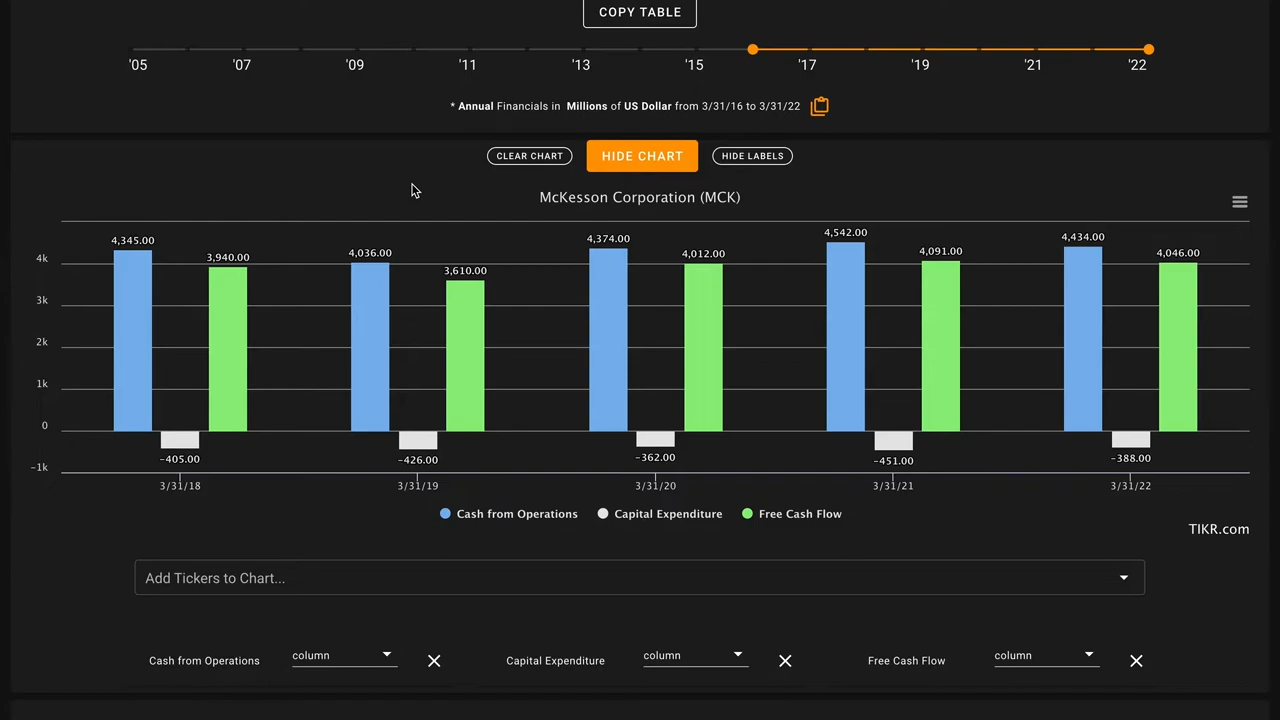 COPY TABLE
'05 '07 '09 '11 '13 '15 '17 '19 '21 '22
* Annual Financials in Millions of US Dollar from 3/31/16 to 3/31/22
CLEAR CHART HIDE CHART HIDE LABELS
McKesson Corporation (MCK)
4k
3k
2k
1k
0
-1k
4,345.00 3,940.00 4,036.00 3,610.00 4,374.00 4,012.00 4,542.00 4,091.00 4,434.00 4,046.00
-405.00 -426.00 -362.00 -451.00 -388.00
3/31/18 3/31/19 3/31/20 3/31/21 3/31/22
Cash from Operations Capital Expenditure Free Cash Flow
TIKR.com
Add Tickers to Chart...
Cash from Operations column Capital Expenditure column Free Cash Flow column